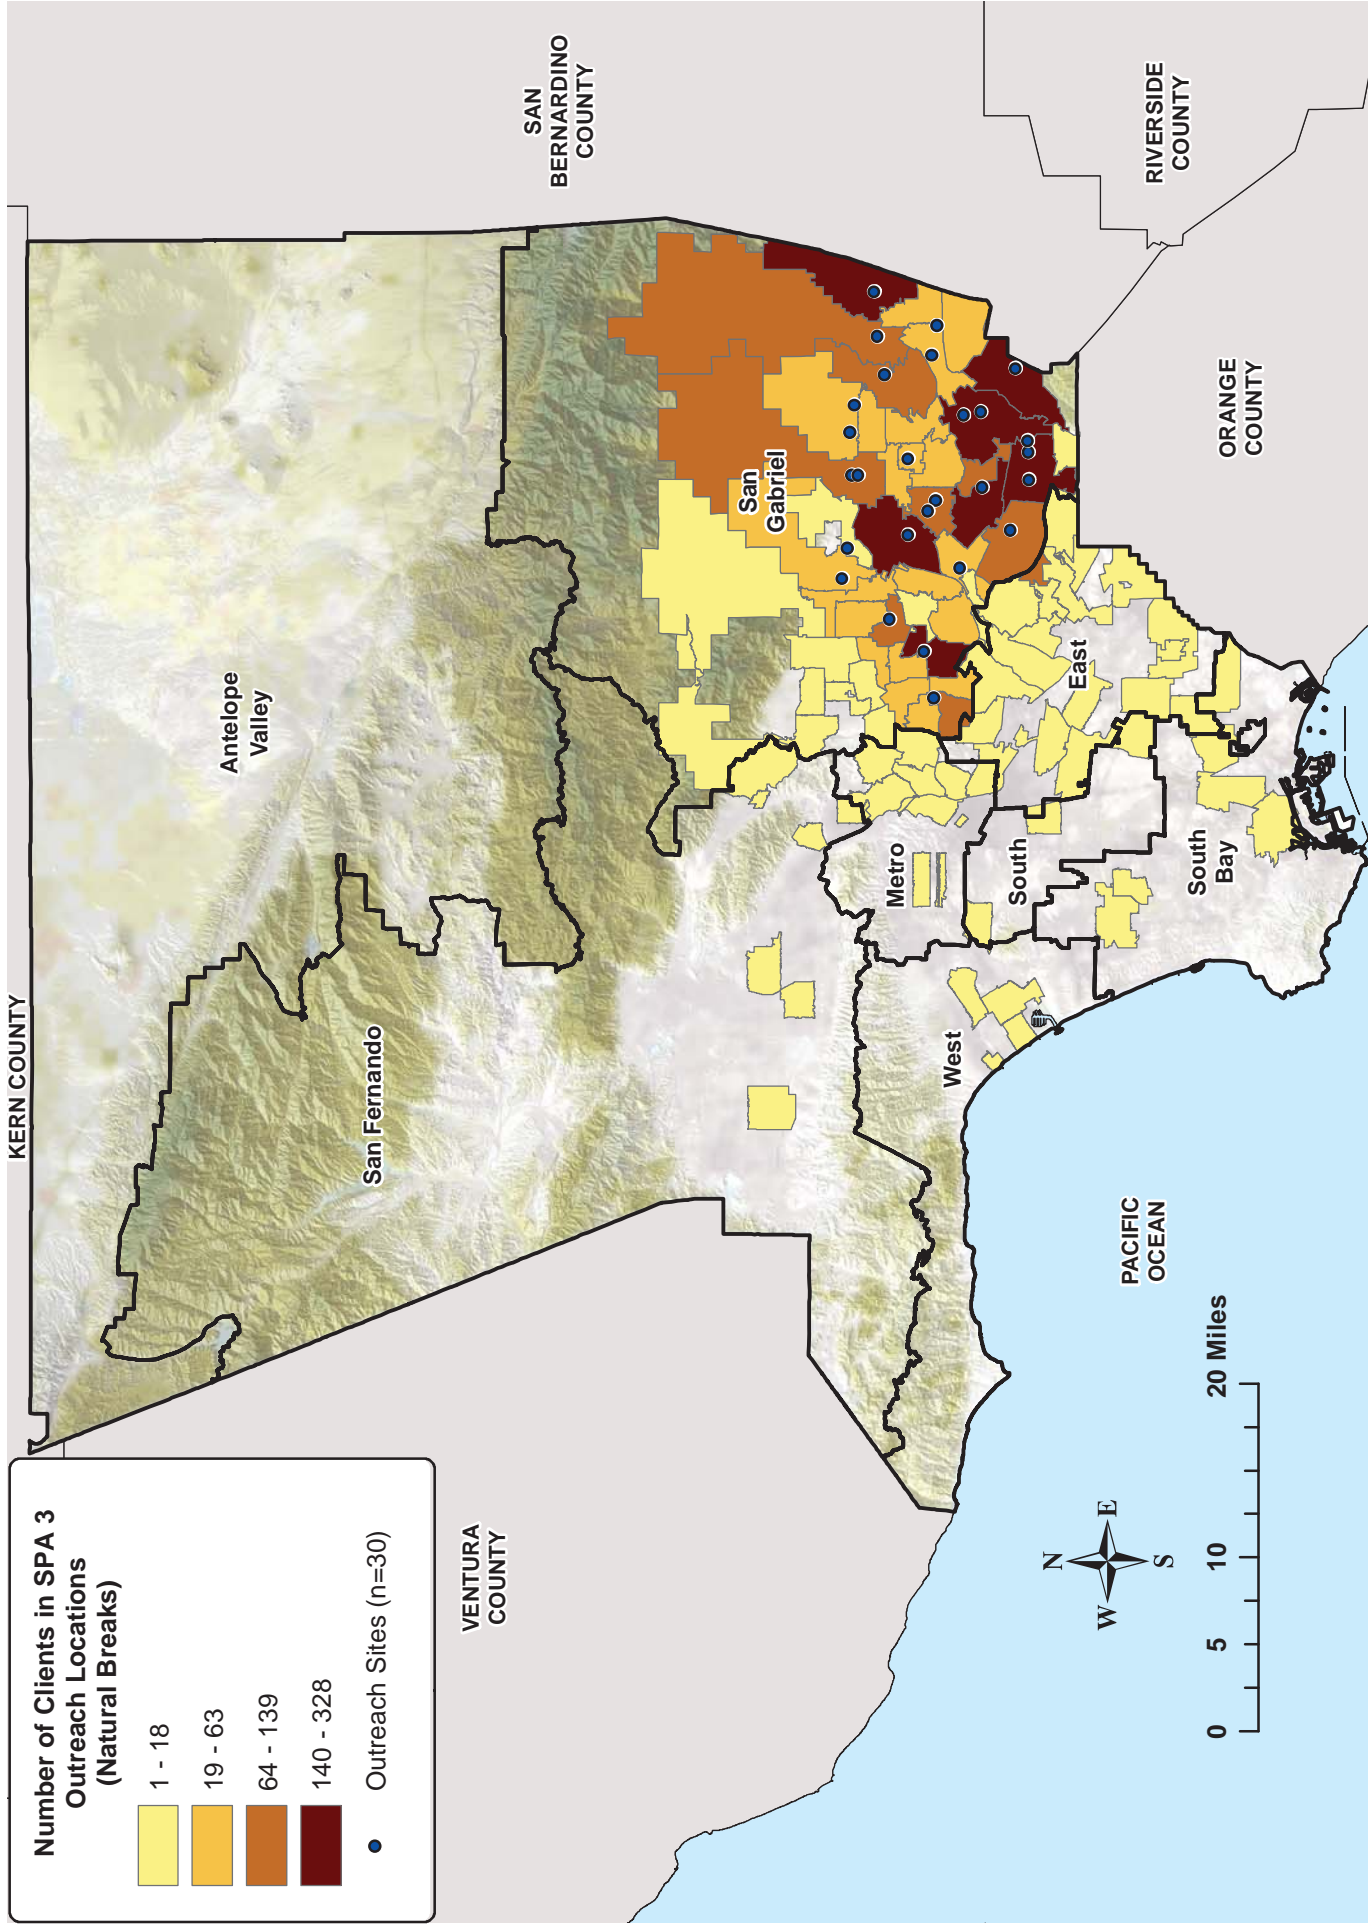 Number of Clients in SPA 3
Outreach Locations
(Natural Breaks)
1 - 18
19 - 63
64 - 139
140 - 328
Outreach Sites (n=30)
KERN COUNTY
VENTURA
COUNTY
SAN
BERNARDINO
COUNTY
RIVERSIDE
COUNTY
ORANGE
COUNTY
PACIFIC
OCEAN
Antelope
Valley
San Fernando
San
Gabriel
Metro
West
South
East
South
Bay
N
W
E
S
0
5
10
20 Miles